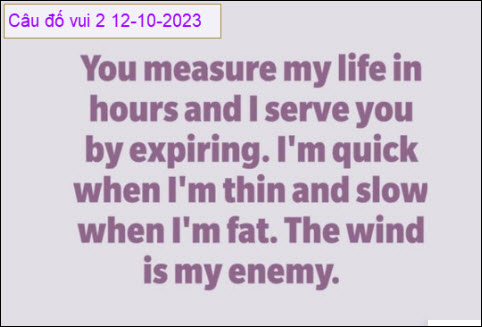 Câu đố vui 2 12-10-2023
You measure my life in
hours and I serve you
by expiring. I'm quick
when I'm thin and slow
when I'm fat. The wind
is my enemy.